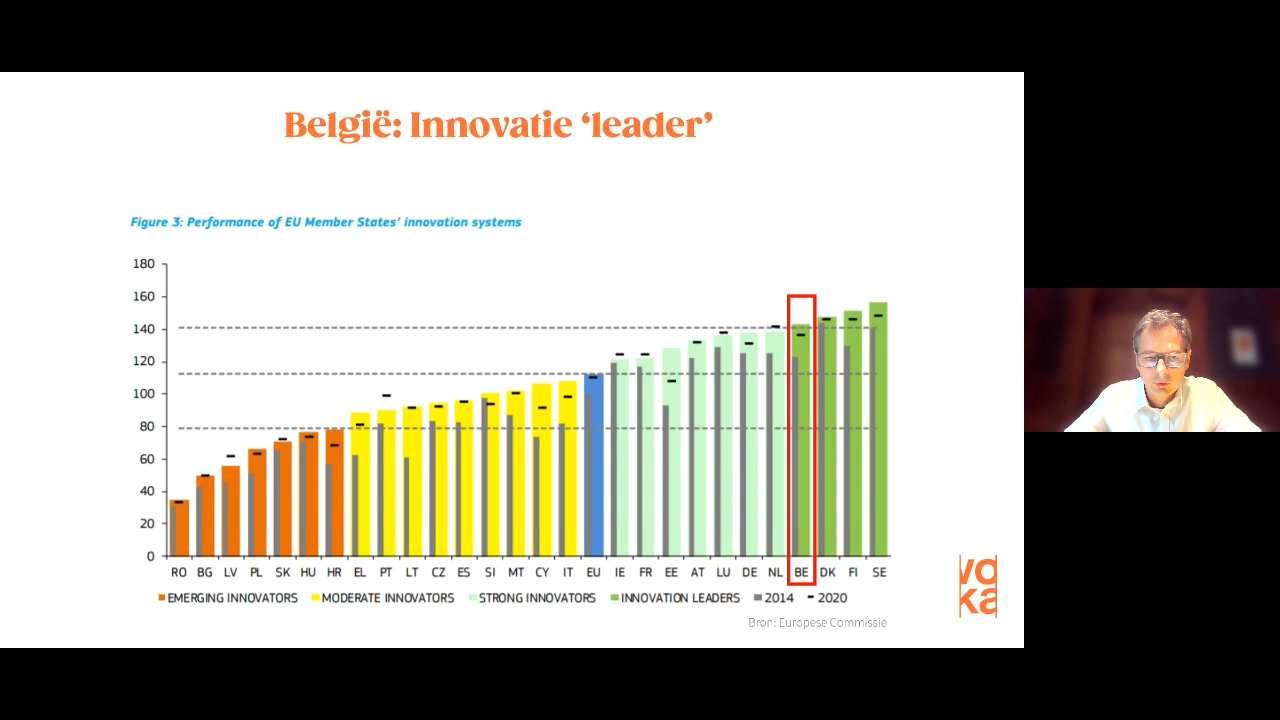 België: Innovatie ‘leader’
Figure 3: Performance of EU Member States’ innovation systems
180
160
140
120
100
80
60
40
20
0
RO BG LV PL SK HU HR EL PT LT CZ ES SI MT CY IT EU IE FR EE AT LU DE NL BE DK FI SE
EMERGING INNOVATORS MODERATE INNOVATORS STRONG INNOVATORS INNOVATION LEADERS 2014 2020
Bron: Europese Commissie
vo
ka